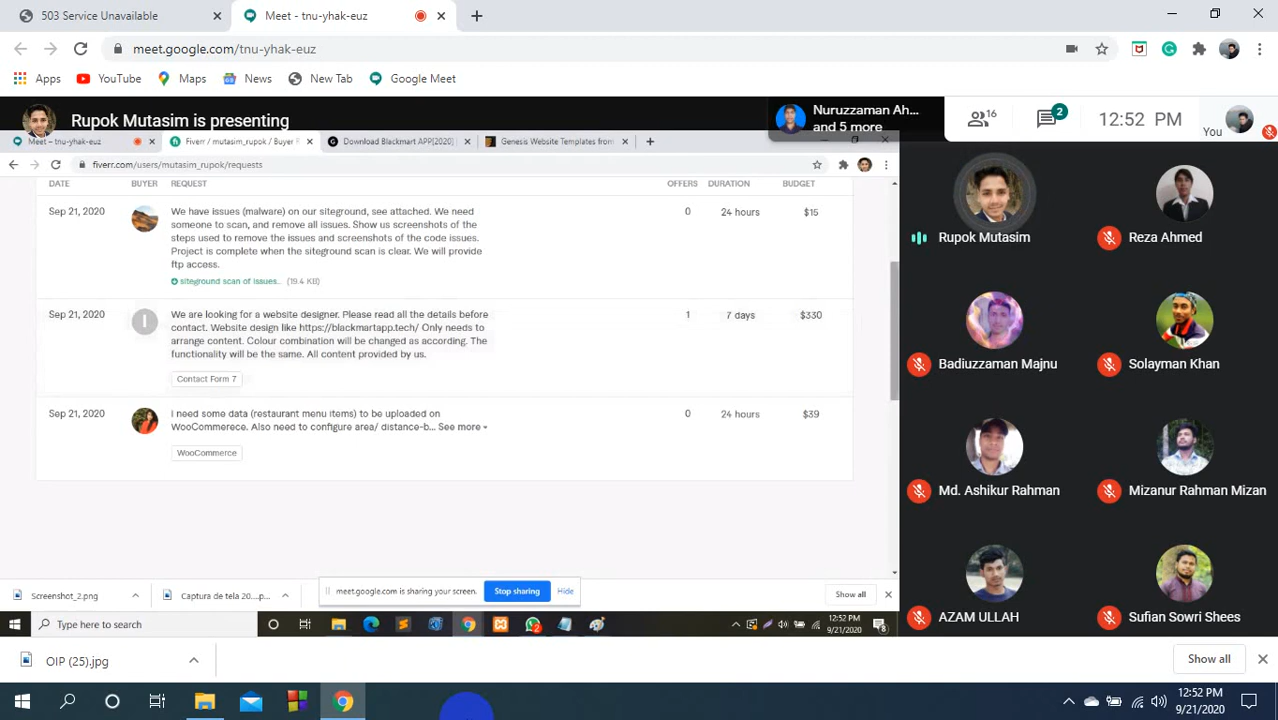 503 Service Unavailable
Meet - tnu-yhak-euz
meet.google.com/tnu-yhak-euz
Apps
YouTube
Maps
News
New Tab
Google Meet
Rupok Mutasim is presenting
Nuruzzaman Ah...
and 5 more
16
2
12:52 PM
You
Meet – tnu-yhak-euz
Fiverr / mutasim_rupok / Buyer R
Download Blackmart APP[2020] |
Genesis Website Templates from
fiverr.com/users/mutasim_rupok/requests
DATE BUYER REQUEST OFFERS DURATION BUDGET
Sep 21, 2020
We have issues (malware) on our siteground, see attached. We need
someone to scan, and remove all issues. Show us screenshots of the
steps used to remove the issues and screenshots of the code issues.
Project is complete when the siteground scan is clear. We will provide
ftp access.
siteground scan of issues.. (19.4 KB)
0 24 hours $15
Sep 21, 2020
I
We are looking for a website designer. Please read all the details before
contact. Website design like https://blackmartapp.tech/ Only needs to
arrange content. Colour combination will be changed as according. The
functionality will be the same. All content provided by us.
Contact Form 7
1 7 days $330
Sep 21, 2020
I need some data (restaurant menu items) to be uploaded on
WooCommerece. Also need to configure area/ distance-b... See more
WooCommerce
0 24 hours $39
Screenshot_2.png
Captura de tela 20....p...
meet.google.com is sharing your screen.
Stop sharing
Hide
Show all
Type here to search
2
12:52 PM
9/21/2020
8
Rupok Mutasim
Reza Ahmed
Badiuzzaman Majnu
Solayman Khan
Md. Ashikur Rahman
Mizanur Rahman Mizan
AZAM ULLAH
Sufian Sowri Shees
OIP (25).jpg
Show all
12:52 PM
9/21/2020